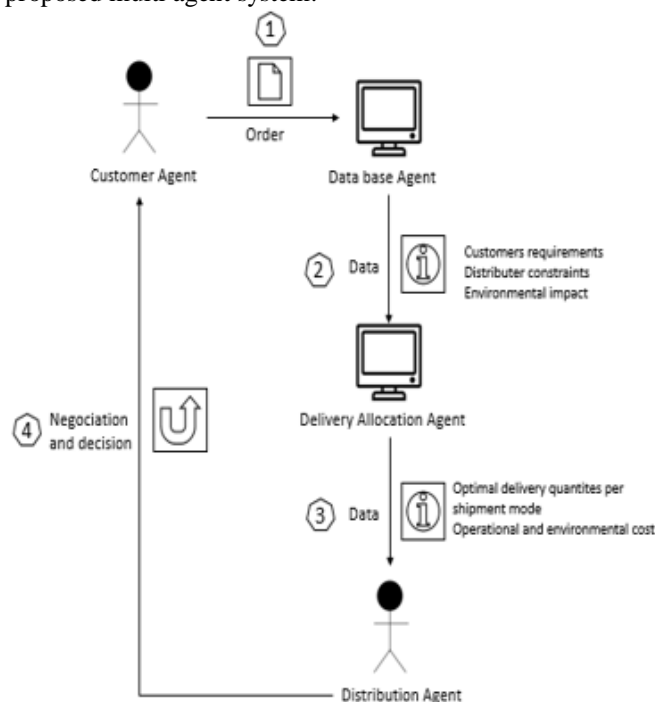 proposed multi agent system.
1
Order
Customer Agent
Data base Agent
2
Data
Customers requirements
Distributer constraints
Environmental impact
Delivery Allocation Agent
4
Negociation
and decision
3
Data
Optimal delivery quantites per
shipment mode
Operational and environmental cost
Distribution Agent